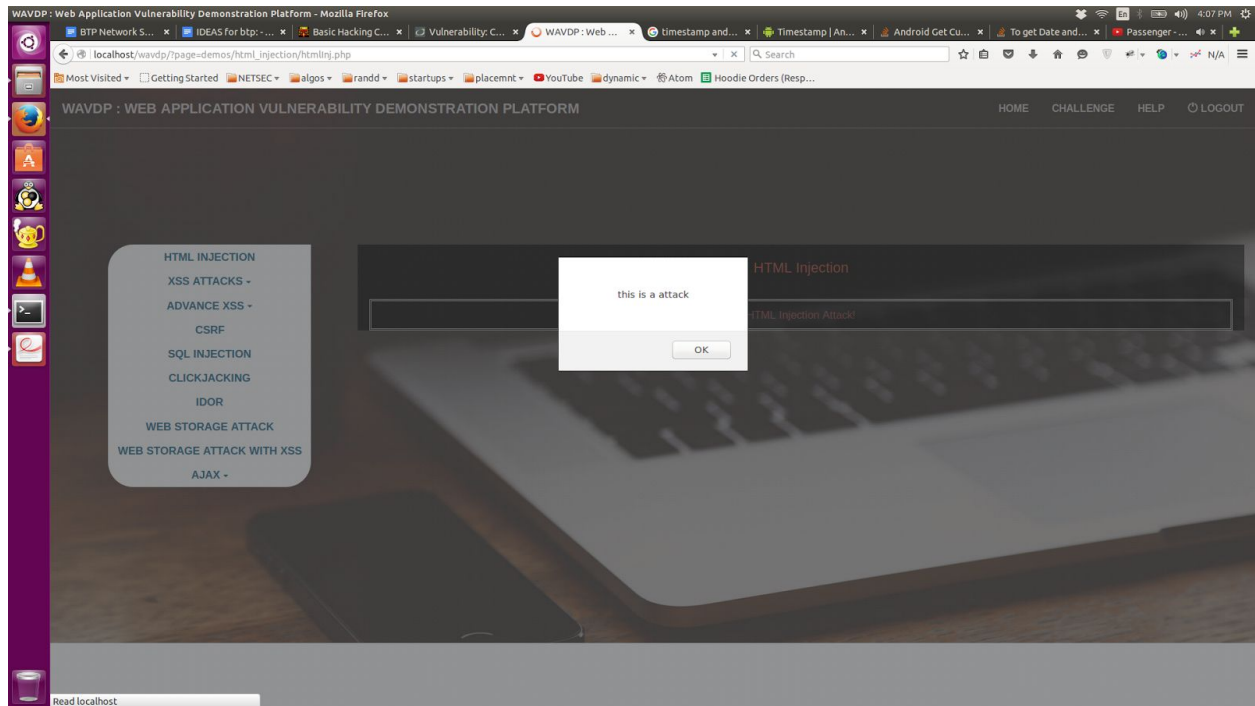 WAVDP : Web Application Vulnerability Demonstration Platform - Mozilla Firefox
En
4:07 PM
BTP Network S...
IDEAS for btp: - ...
Basic Hacking C...
Vulnerability: C...
WAVDP : Web ...
timestamp and...
Timestamp | An...
Android Get Cu...
To get Date and...
Passenger - ...
localhost/wavdp/?page=demos/html_injection/htmlInj.php
Search
N/A
Most Visited
Getting Started
NETSEC
algos
randd
startups
placemnt
YouTube
dynamic
Atom
Hoodie Orders (Resp...
WAVDP : WEB APPLICATION VULNERABILITY DEMONSTRATION PLATFORM
HOME
CHALLENGE
HELP
LOGOUT
HTML INJECTION
XSS ATTACKS
ADVANCE XSS
CSRF
SQL INJECTION
CLICKJACKING
IDOR
WEB STORAGE ATTACK
WEB STORAGE ATTACK WITH XSS
AJAX
HTML Injection
this is a attack
HTML Injection Attack!
OK
Read localhost